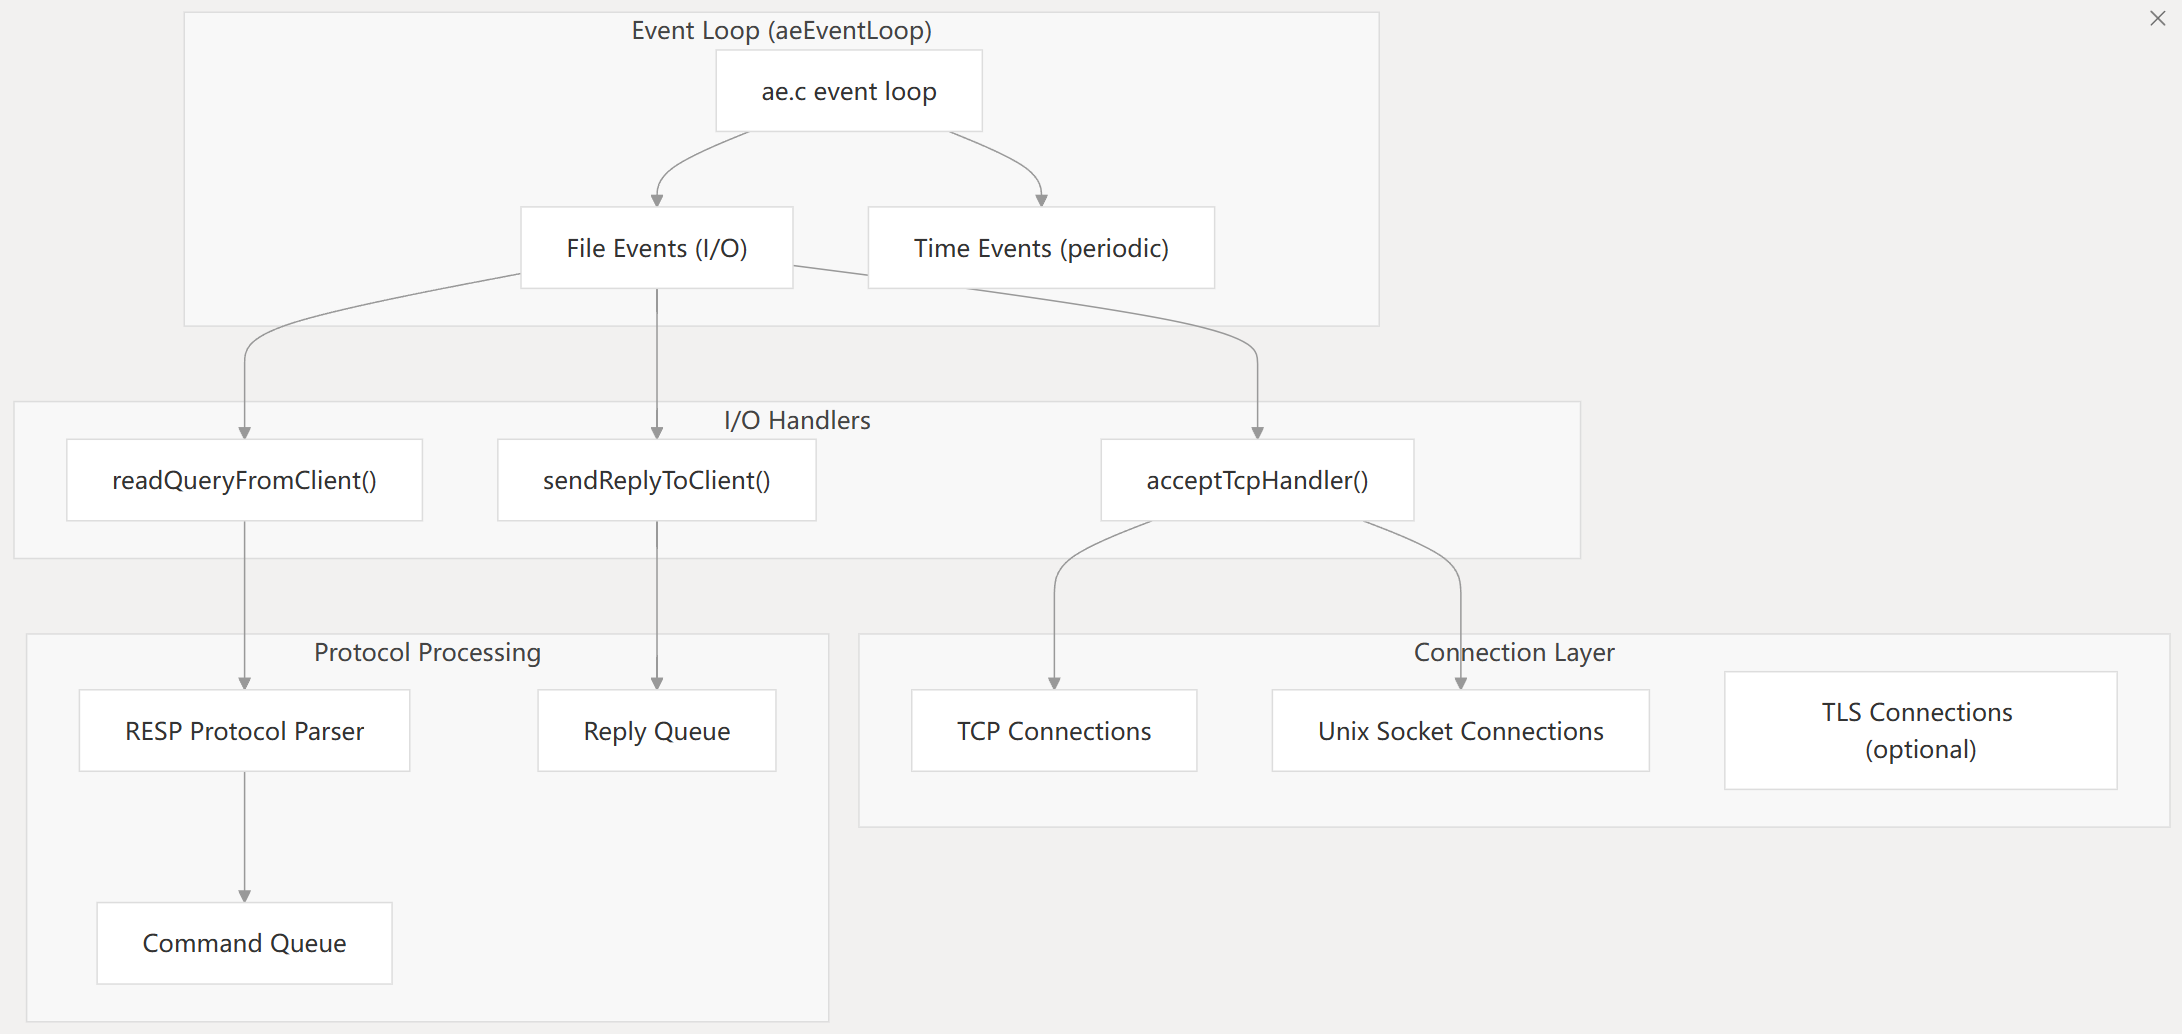 Event Loop (aeEventLoop)
ae.c event loop
File Events (I/O)
Time Events (periodic)
I/O Handlers
readQueryFromClient()
sendReplyToClient()
acceptTcpHandler()
Protocol Processing
Connection Layer
RESP Protocol Parser
Reply Queue
TCP Connections
Unix Socket Connections
TLS Connections
(optional)
Command Queue